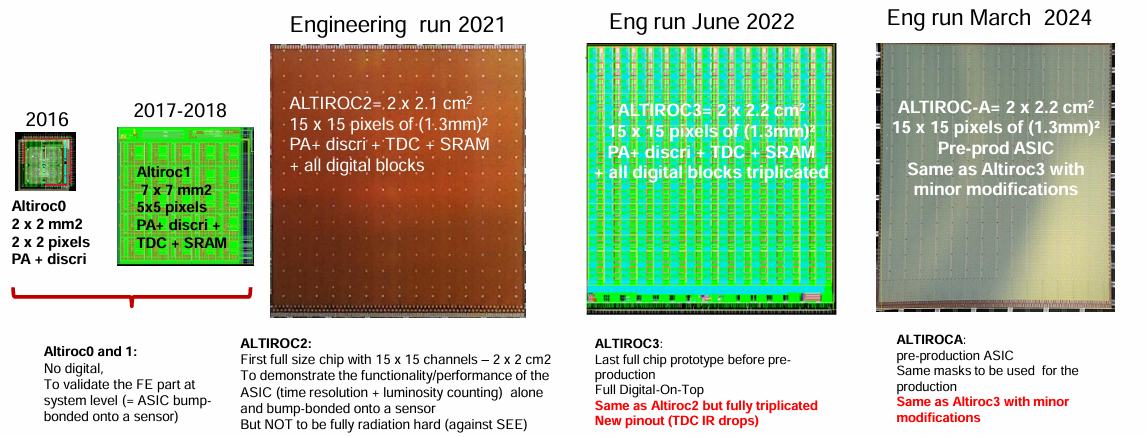 2016
Altiroc0
2 x 2 mm2
2 x 2 pixels
PA + discri
2017-2018
Altiroc1
7 x 7 mm2
5x5 pixels
PA+ discri +
TDC + SRAM
Engineering run 2021
ALTIROC2= 2 x 2.1 cm²
15 x 15 pixels of (1.3mm)²
PA+ discri + TDC + SRAM
+ all digital blocks
Eng run June 2022
ALTIROC3= 2 x 2.2 cm²
15 x 15 pixels of (1.3mm)²
PA+ discri + TDC + SRAM
+ all digital blocks triplicated
Eng run March 2024
ALTIROC-A= 2 x 2.2 cm²
15 x 15 pixels of (1.3mm)²
Pre-prod ASIC
Same as Altiroc3 with
minor modifications
Altiroc0 and 1:
No digital,
To validate the FE part at
system level (= ASIC bump-
bonded onto a sensor)
ALTIROC2:
First full size chip with 15 x 15 channels – 2 x 2 cm2
To demonstrate the functionality/performance of the
ASIC (time resolution + luminosity counting) alone
and bump-bonded onto a sensor
But NOT to be fully radiation hard (against SEE)
ALTIROC3:
Last full chip prototype before pre-
production
Full Digital-On-Top
Same as Altiroc2 but fully triplicated
New pinout (TDC IR drops)
ALTIROCA:
pre-production ASIC
Same masks to be used for the
production
Same as Altiroc3 with minor
modifications